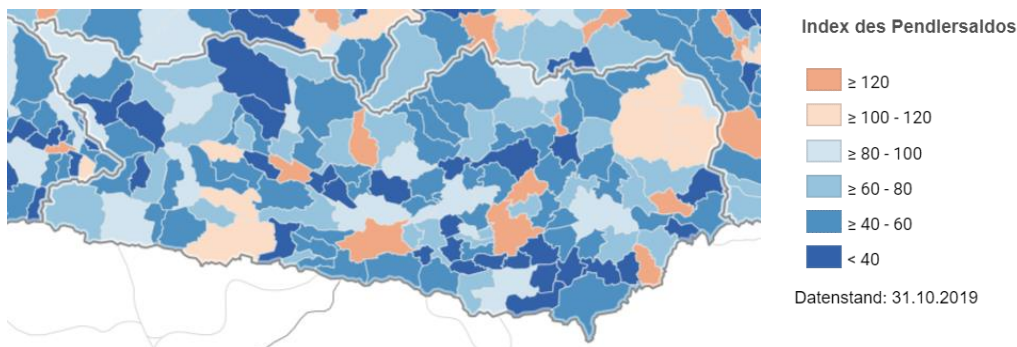 Index des Pendlersaldos
≥ 120
≥ 100 - 120
≥ 80 - 100
≥ 60 - 80
≥ 40 - 60
< 40
Datenstand: 31.10.2019